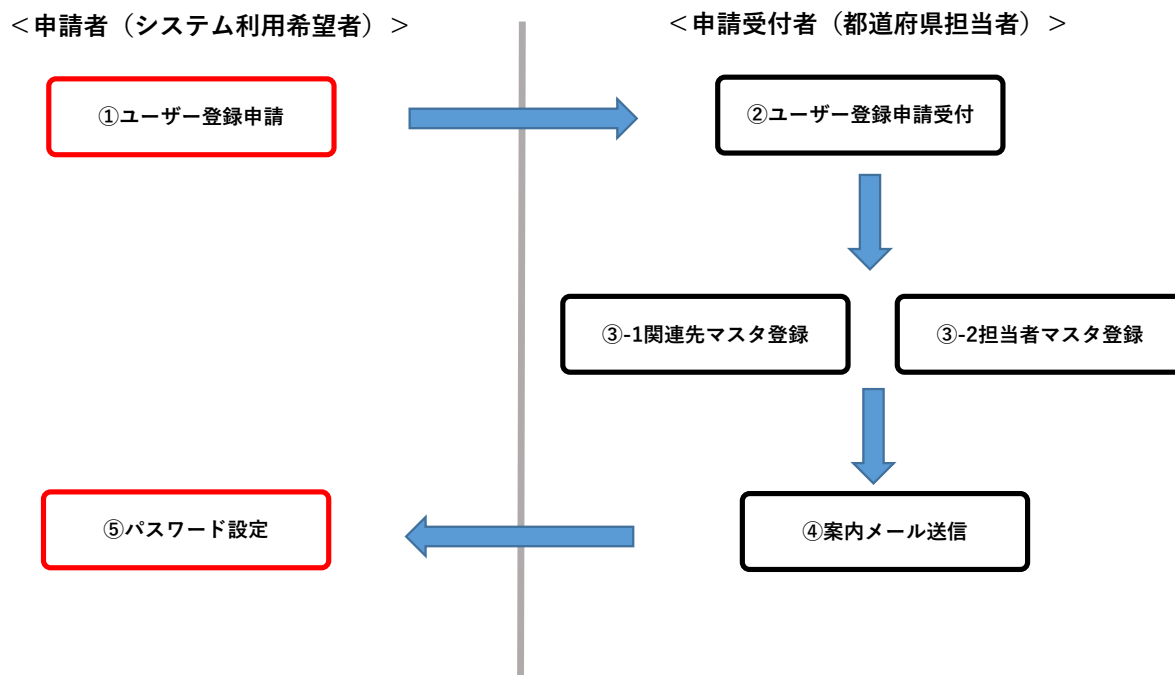 ＜申請者（システム利用希望者）＞
＜申請受付者（都道府県担当者）＞
①ユーザー登録申請
②ユーザー登録申請受付
③-1関連先マスタ登録
③-2担当者マスタ登録
⑤パスワード設定
④案内メール送信